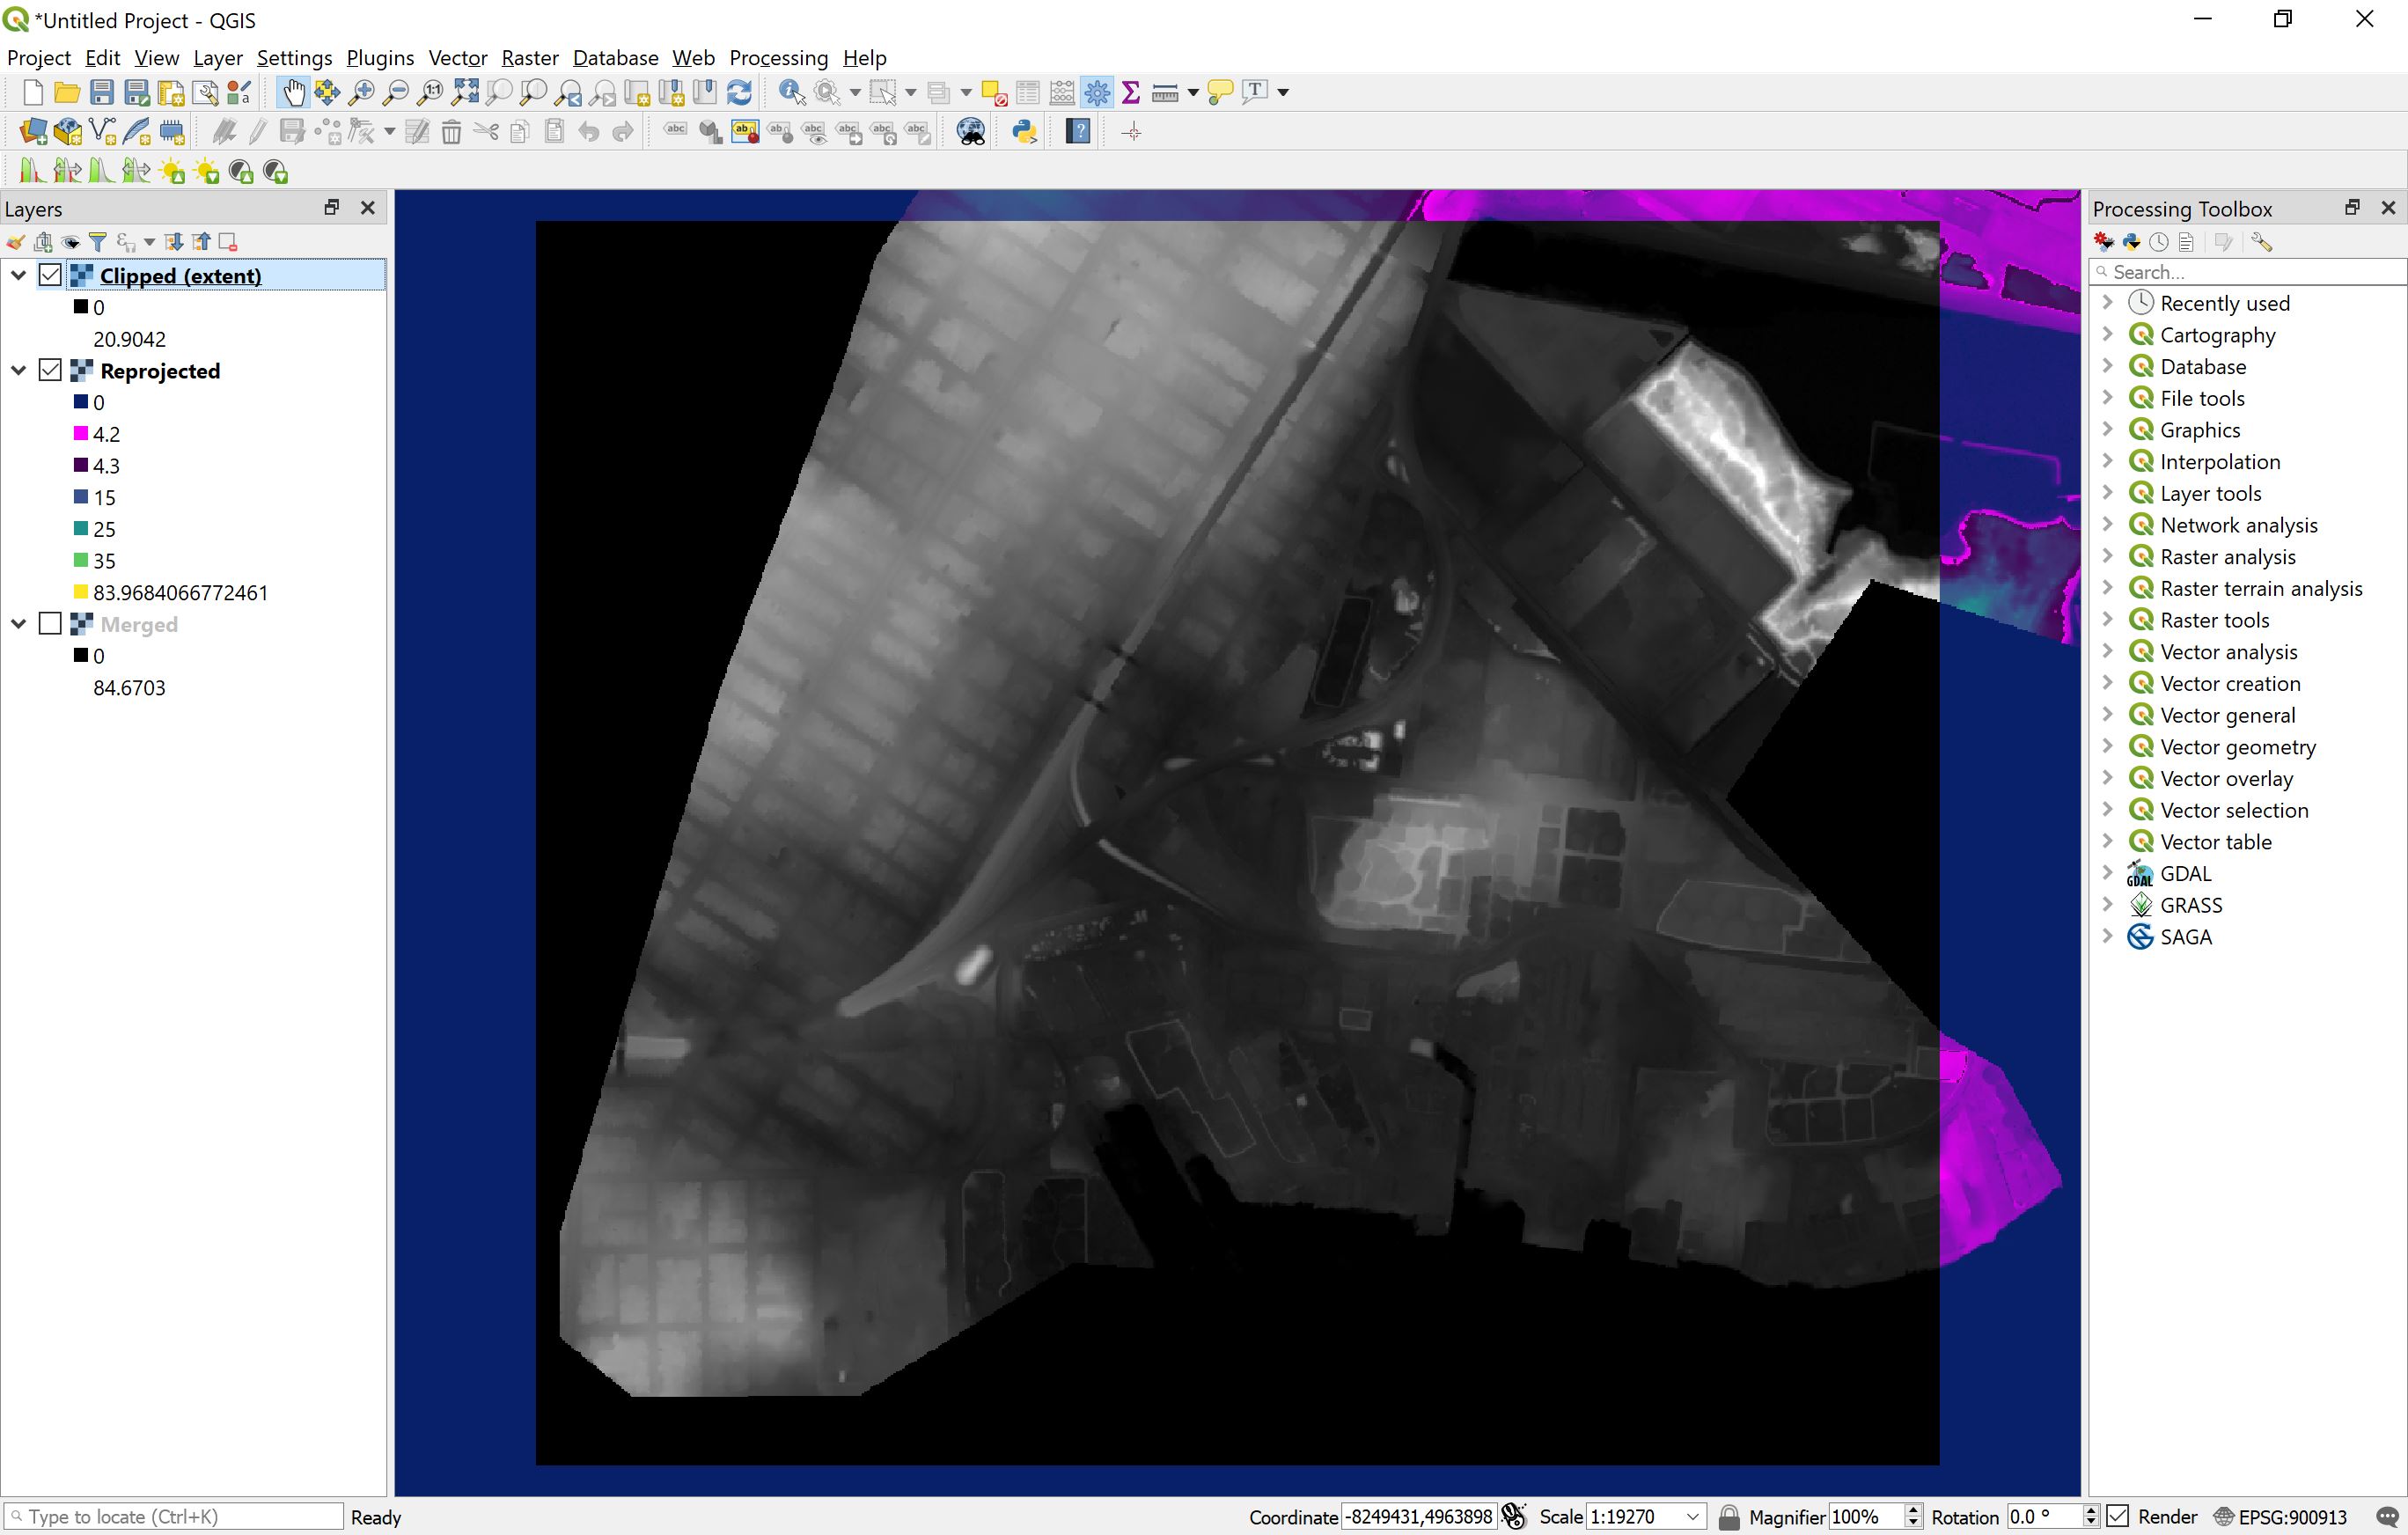 *Untitled Project - QGIS
Project Edit View Layer Settings Plugins Vector Raster Database Web Processing Help
Layers
Clipped (extent)
0
20.9042
Reprojected
0
4.2
4.3
15
25
35
83.9684066772461
Merged
0
84.6703
Processing Toolbox
Search...
Recently used
Cartography
Database
File tools
Graphics
Interpolation
Layer tools
Network analysis
Raster analysis
Raster terrain analysis
Raster tools
Vector analysis
Vector creation
Vector general
Vector geometry
Vector overlay
Vector selection
Vector table
GDAL GDAL
GRASS
SAGA
Type to locate (Ctrl+K) Ready Coordinate -8249431,4963898 Scale 1:19270 Magnifier 100% Rotation 0.0 ° Render EPSG:900913